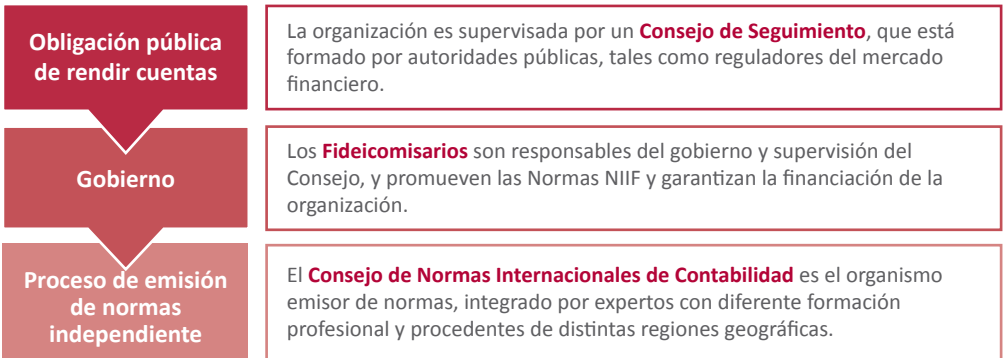 Obligación pública
de rendir cuentas
La organización es supervisada por un Consejo de Seguimiento, que está
formado por autoridades públicas, tales como reguladores del mercado
financiero.
Gobierno
Los Fideicomisarios son responsables del gobierno y supervisión del
Consejo, y promueven las Normas NIIF y garantizan la financiación de la
organización.
Proceso de emisión
de normas
independiente
El Consejo de Normas Internacionales de Contabilidad es el organismo
emisor de normas, integrado por expertos con diferente formación
profesional y procedentes de distintas regiones geográficas.